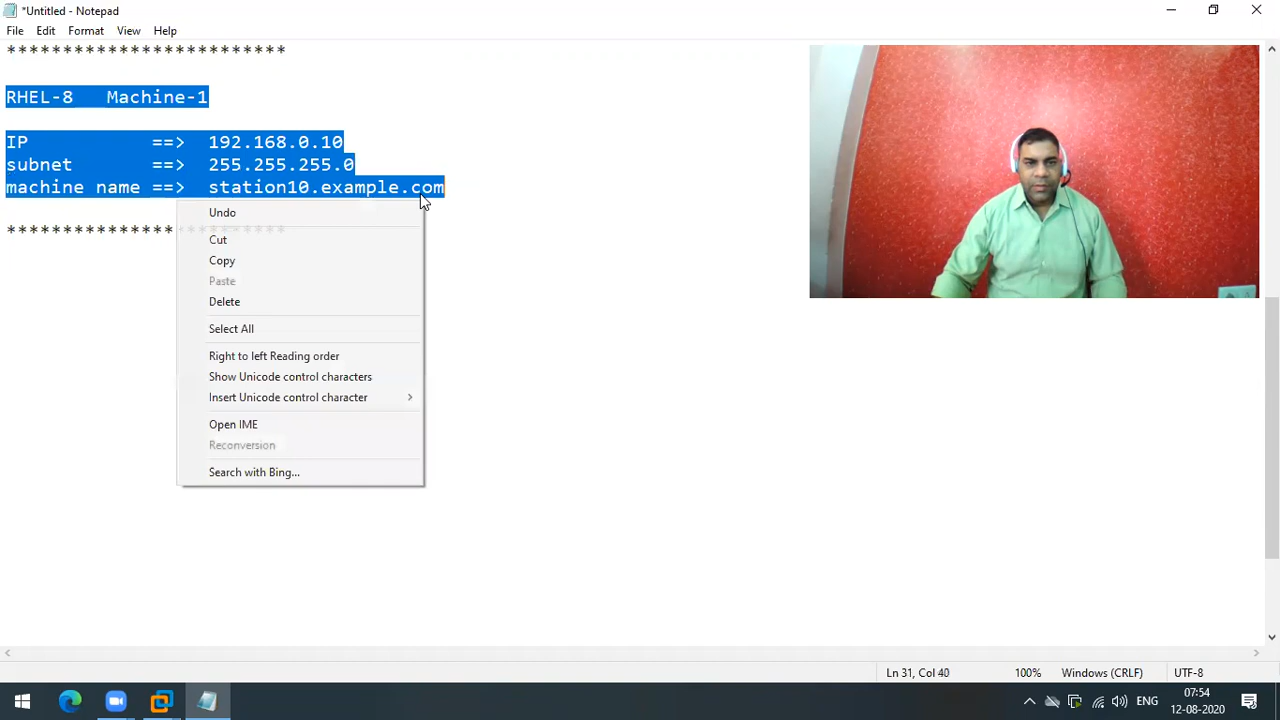 *Untitled - Notepad
File Edit Format View Help
*************************
RHEL-8 Machine-1
IP ==> 192.168.0.10
subnet ==> 255.255.255.0
machine name ==> station10.example.com
*************************
Undo
Cut
Copy
Paste
Delete
Select All
Right to left Reading order
Show Unicode control characters
Insert Unicode control character
Open IME
Reconversion
Search with Bing...
Ln 31, Col 40 100% Windows (CRLF) UTF-8
ENG
07:54
12-08-2020